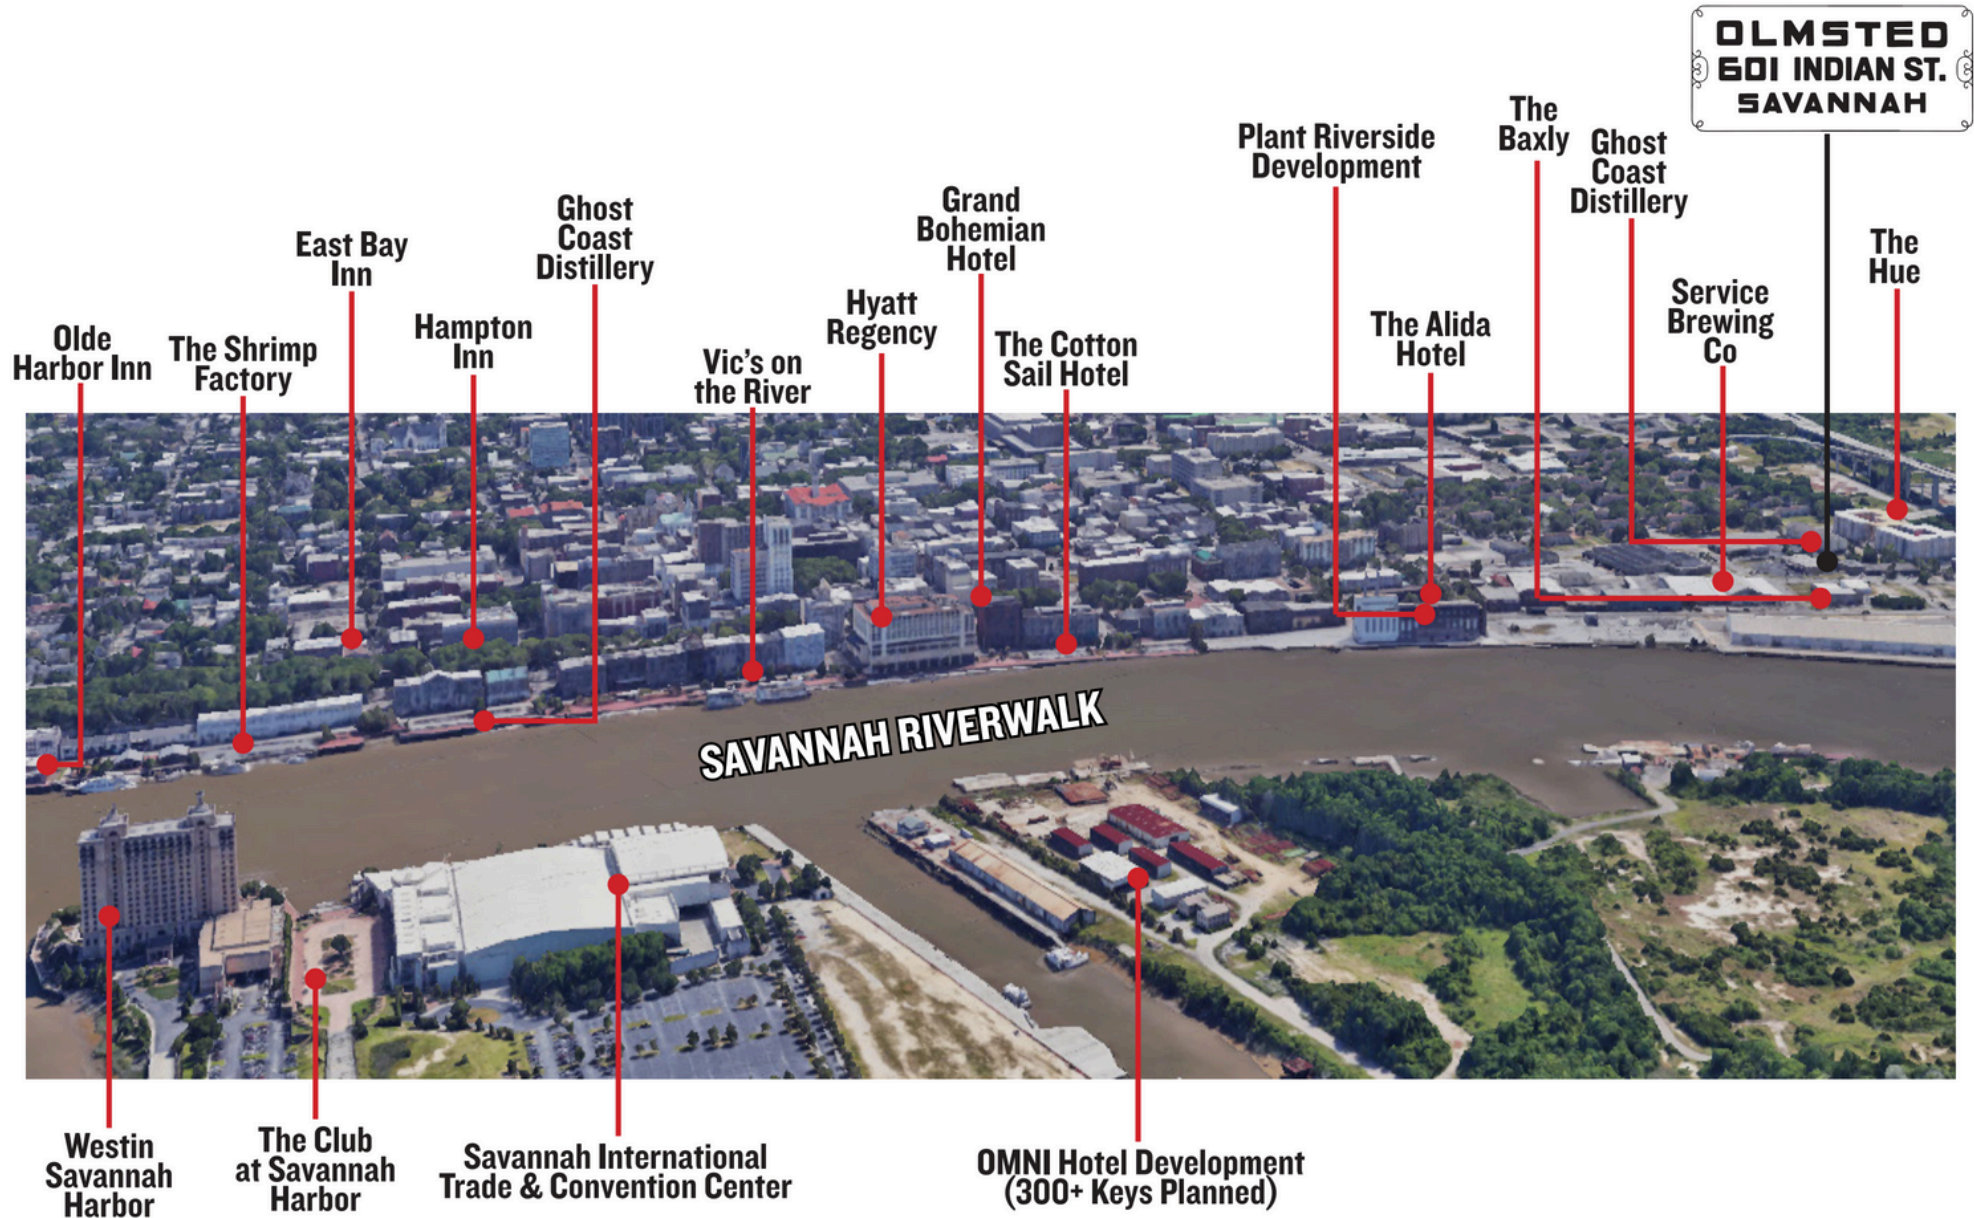 OLMSTED
601 INDIAN ST.
SAVANNAH
The
Baxly
Plant Riverside
Development
Ghost
Coast
Distillery
Grand
Bohemian
Hotel
Ghost
Coast
Distillery
East Bay
Inn
The
Hue
Service
Brewing
Co
Hyatt
Regency
The Alida
Hotel
Hampton
Inn
Olde
Harbor Inn
The Shrimp
Factory
The Cotton
Sail Hotel
Vic's on
the River
SAVANNAH RIVERWALK
Westin
Savannah
Harbor
The Club
at Savannah
Harbor
Savannah International
Trade & Convention Center
OMNI Hotel Development
(300+ Keys Planned)